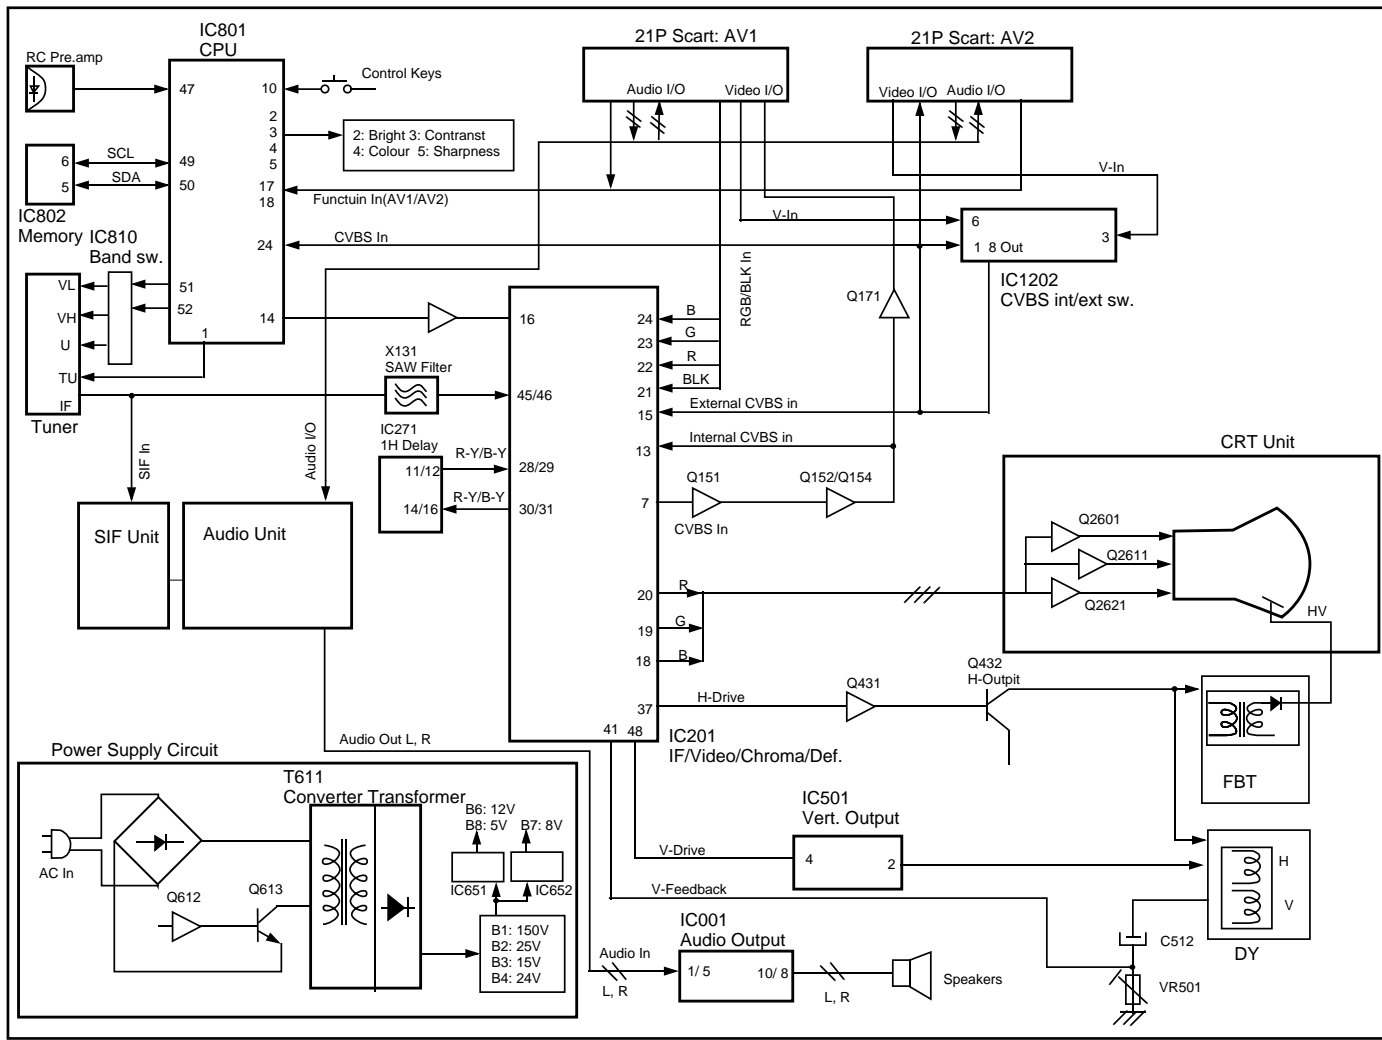 IC801
CPU
21P Scart: AV1
21P Scart: AV2
RC Pre.amp
Control Keys
47
10
Audio I/O
Video I/O
Video I/O
Audio I/O
2
3
4
5
2: Bright 3: Contranst
4: Colour 5: Sharpness
6
SCL
49
5
SDA
50
17
18
Functuin In(AV1/AV2)
V-In
IC802
Memory
IC810
Band sw.
24
CVBS In
V-In
6
1 8 Out
3
IC1202
CVBS int/ext sw.
VL
VH
U
TU
IF
Tuner
51
52
1
14
16
RGB/BLK In
Q171
24
B
23
G
22
R
21
BLK
X131
SAW Filter
45/46
15
External CVBS in
IC271
1H Delay
13
Internal CVBS in
CRT Unit
SIF In
Audio I/O
11/12
R-Y/B-Y
28/29
14/16
R-Y/B-Y
30/31
7
Q151
Q152/Q154
CVBS In
SIF Unit
Audio Unit
Q2601
Q2611
Q2621
HV
20
R
19
G
18
B
Q432
H-Outpit
37
H-Drive
Q431
41
48
IC201
IF/Video/Chroma/Def.
FBT
Audio Out L, R
Power Supply Circuit
T611
Converter Transformer
B6: 12V
B8: 5V
B7: 8V
IC651
IC652
AC In
Q612
Q613
B1: 150V
B2: 25V
B3: 15V
B4: 24V
IC501
Vert. Output
V-Drive
4
2
H
V
DY
V-Feedback
IC001
Audio Output
Audio In
L, R
1/ 5
10/ 8
L, R
Speakers
C512
VR501